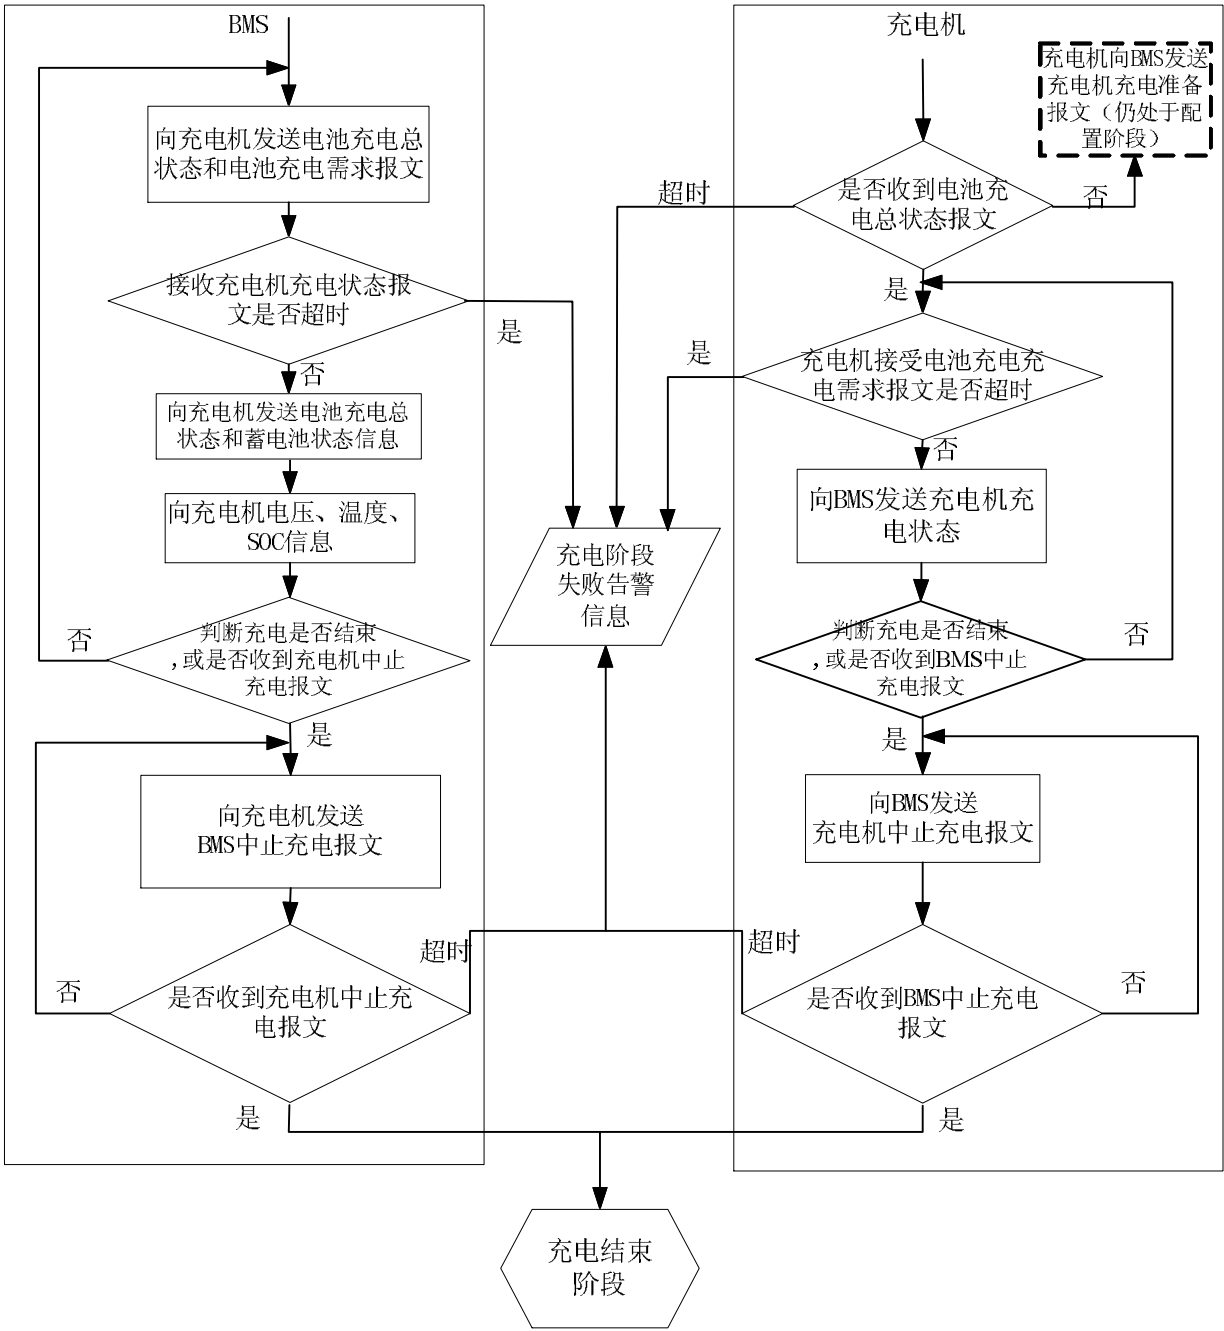 BMS
向充电机发送电池充电总
状态和电池充电需求报文
接收充电机充电状态报
文是否超时
是
否
向充电机发送电池充电总
状态和蓄电池状态信息
向充电机电压、温度、
SOC信息
判断充电是否结束
,或是否收到充电机中止
充电报文
否
是
向充电机发送
BMS中止充电报文
是否收到充电机中止充
电报文
否
超时
是
充电阶段
失败告警
信息
充电机
充电机向BMS发送
充电机充电准备
报文（仍处于配
置阶段）
是否收到电池充
电总状态报文
超时
否
是
充电机接受电池充电充
电需求报文是否超时
是
否
向BMS发送充电机充
电状态
判断充电是否结束
,或是否收到BMS中止
充电报文
否
是
向BMS发送
充电机中止充电报文
是否收到BMS中止充电
报文
超时
否
是
充电结束
阶段